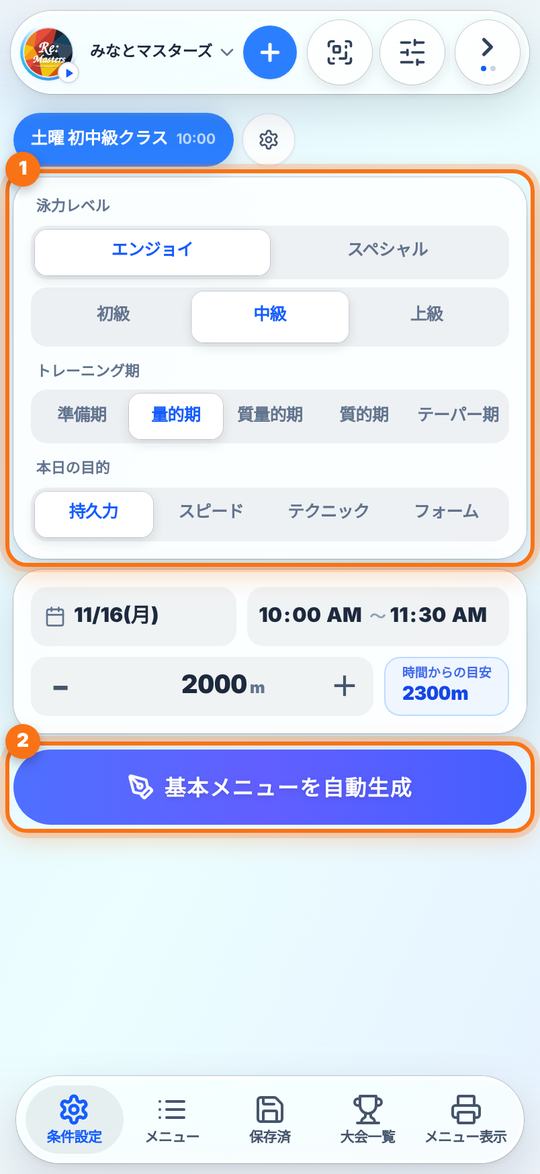 Re:
Masters
みなとマスターズ
土曜 初中級クラス 10:00
1
泳力レベル
エンジョイ スペシャル
初級 中級 上級
トレーニング期
準備期 量的期 質量的期 質的期 テーパー期
本日の目的
持久力 スピード テクニック フォーム
11/16(月) 10:00 AM ～ 11:30 AM
− 2000 m +
時間からの目安
2300m
2
基本メニューを自動生成
条件設定 メニュー 保存済 大会一覧 メニュー表示